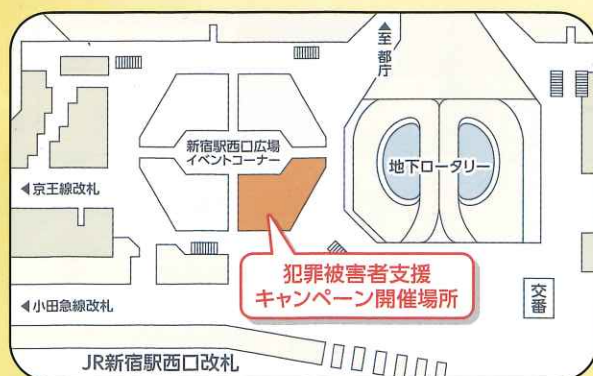 ▲至 都庁
新宿駅西口広場
イベントコーナー
地下ロータリー
◀京王線改札
犯罪被害者支援
キャンペーン開催場所
交番
◀小田急線改札
JR新宿駅西口改札